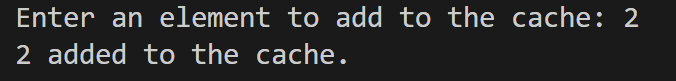 Enter an element to add to the cache: 2
2 added to the cache.